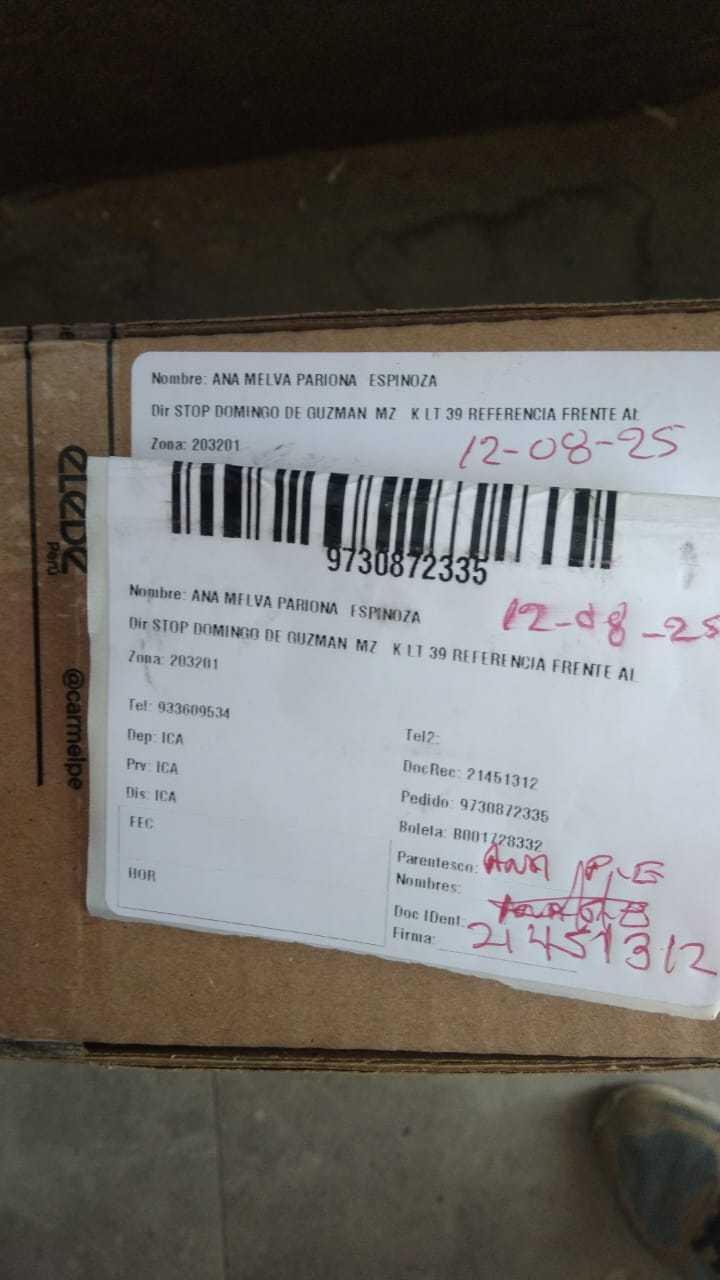 Nombre: ANA MELVA PARIONA ESPINOZA
Dir STOP DOMINGO DE GUZMAN MZ K LT 39 REFERENCIA FRENTE AL
Zona: 203201
12-08-25
9730872335
Nombre: ANA MELVA PARIONA ESPINOZA
12-08-25
Dir STOP DOMINGO DE GUZMAN MZ K LT 39 REFERENCIA FRENTE AL
Zona: 203201
Tel: 933609534
Tel2:
Dep: ICA
DocRec: 21451312
Prv: ICA
Pedido: 9730872335
Dis: ICA
Boleta: B001728332
FEC
Parentesco: ANA P.E
Nombres:
HOR
Doc IDent:
Firma: 21451312
Perú
@carmelpe